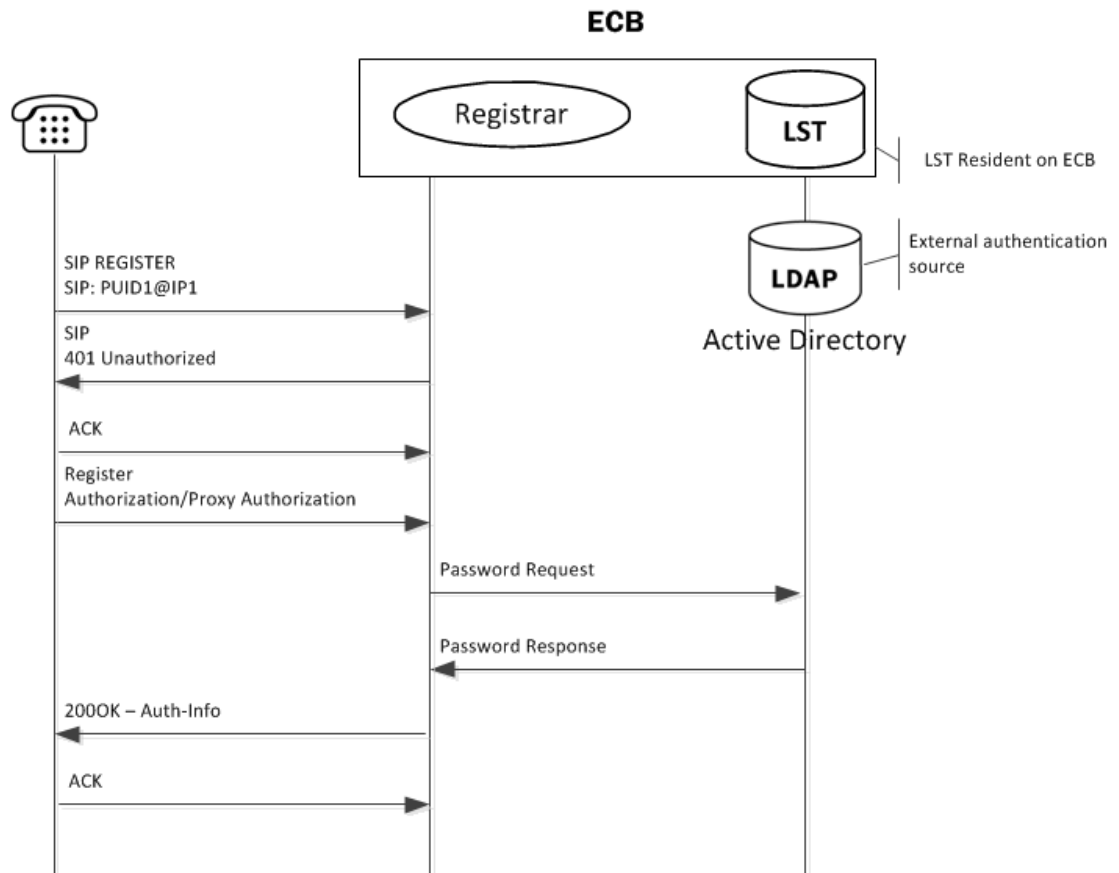 ECB
Registrar
LST
LST Resident on ECB
External authentication
source
LDAP
Active Directory
SIP REGISTER
SIP: PUID1@IP1
SIP
401 Unauthorized
ACK
Register
Authorization/Proxy Authorization
Password Request
Password Response
200OK – Auth-Info
ACK